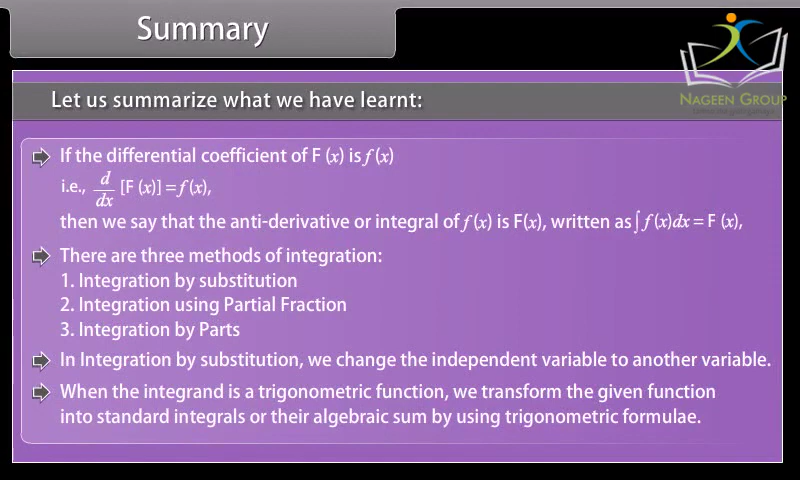 Summary
NAGEEN GROUP
Let us summarize what we have learnt:
If the differential coefficient of F (x) is f (x)
i.e., d/dx [F (x)] = f (x),
then we say that the anti-derivative or integral of f (x) is F(x), written as ∫ f (x)dx = F (x),
There are three methods of integration:
1. Integration by substitution
2. Integration using Partial Fraction
3. Integration by Parts
In Integration by substitution, we change the independent variable to another variable.
When the integrand is a trigonometric function, we transform the given function
into standard integrals or their algebraic sum by using trigonometric formulae.